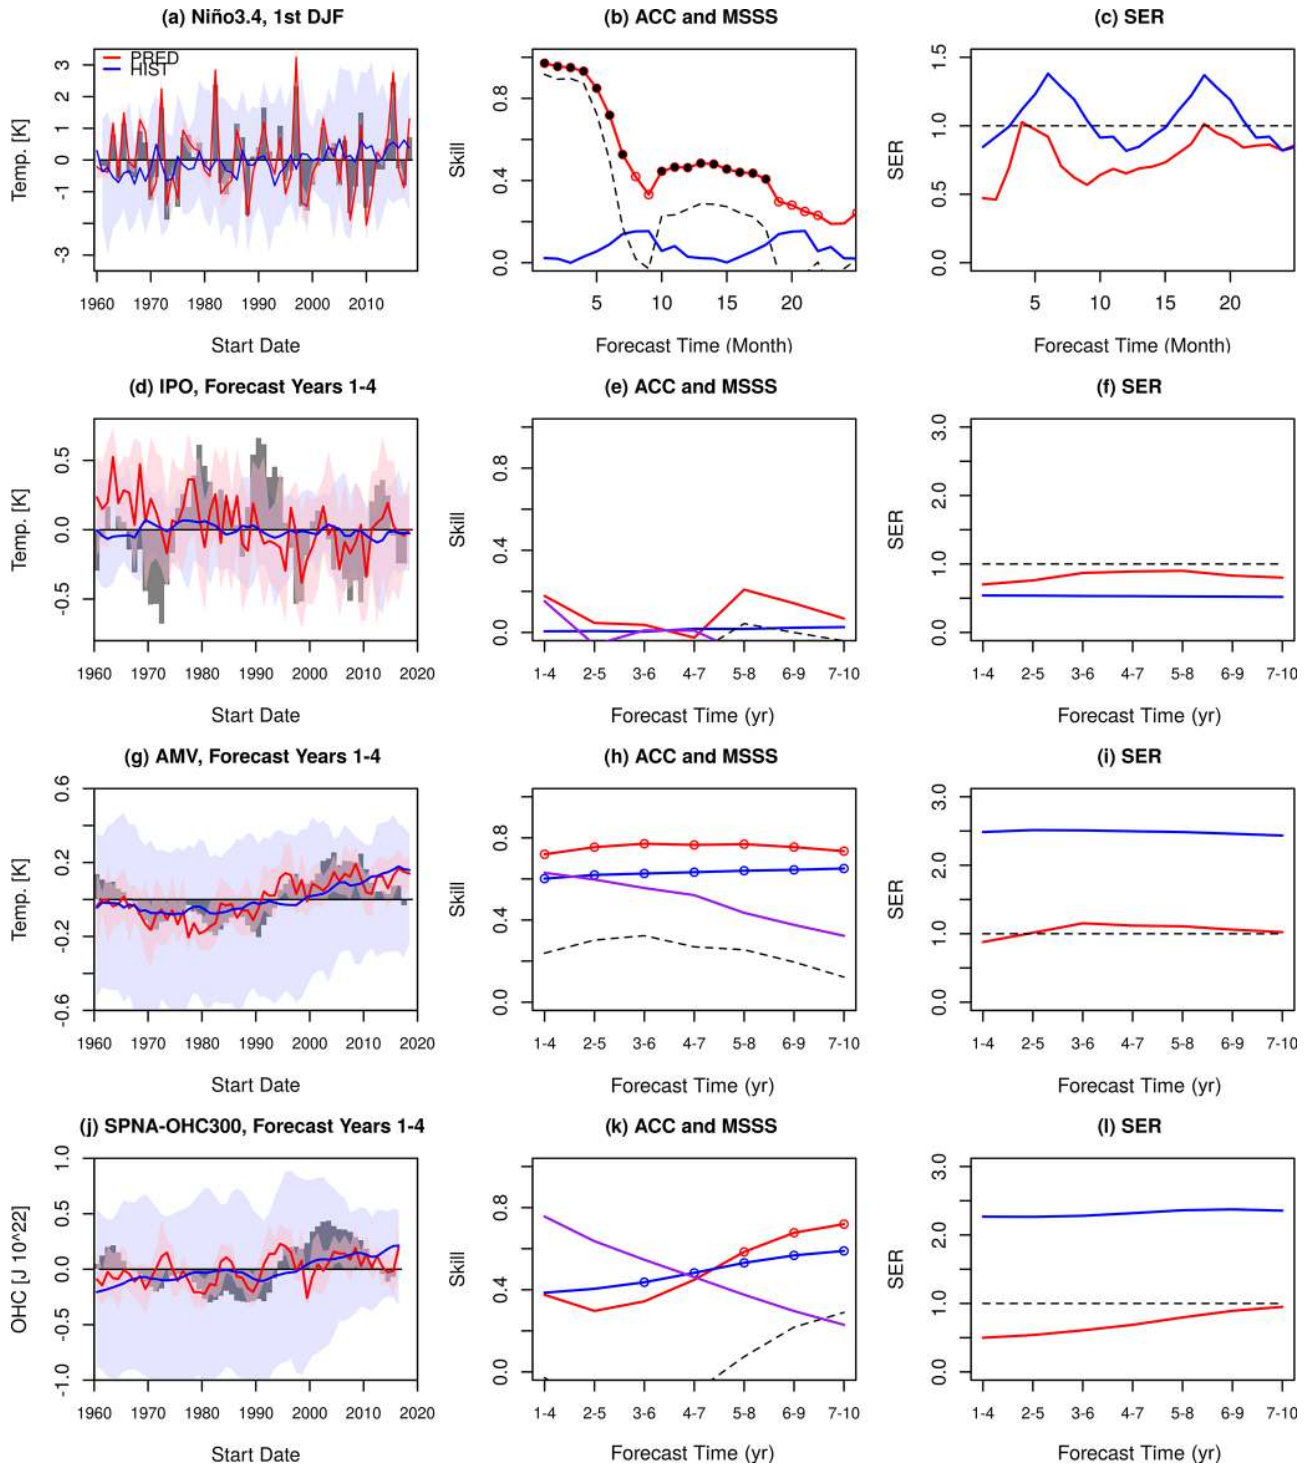 (a) Niño3.4, 1st DJF
(b) ACC and MSSS
(c) SER
Temp. [K]
3
2
1
0
-1
-3
PRED
HIST
1960 1970 1980 1990 2000 2010
Start Date
Skill
0.8
0.4
0.0
5 10 15 20
Forecast Time (Month)
SER
1.5
1.0
0.5
0.0
5 10 15 20
Forecast Time (Month)
(d) IPO, Forecast Years 1-4
(e) ACC and MSSS
(f) SER
Temp. [K]
0.5
0.0
-0.5
1960 1970 1980 1990 2000 2010 2020
Start Date
Skill
0.8
0.4
0.0
1-4 2-5 3-6 4-7 5-8 6-9 7-10
Forecast Time (yr)
SER
3.0
2.0
1.0
0.0
1-4 2-5 3-6 4-7 5-8 6-9 7-10
Forecast Time (yr)
(g) AMV, Forecast Years 1-4
(h) ACC and MSSS
(i) SER
Temp. [K]
0.6
0.2
-0.2
-0.6
1960 1970 1980 1990 2000 2010 2020
Start Date
Skill
0.8
0.4
0.0
1-4 2-5 3-6 4-7 5-8 6-9 7-10
Forecast Time (yr)
SER
3.0
2.0
1.0
0.0
1-4 2-5 3-6 4-7 5-8 6-9 7-10
Forecast Time (yr)
(j) SPNA-OHC300, Forecast Years 1-4
(k) ACC and MSSS
(l) SER
OHC [J 10^22]
1.0
0.5
0.0
-0.5
-1.0
1960 1970 1980 1990 2000 2010 2020
Start Date
Skill
0.8
0.4
0.0
1-4 2-5 3-6 4-7 5-8 6-9 7-10
Forecast Time (yr)
SER
3.0
2.0
1.0
0.0
1-4 2-5 3-6 4-7 5-8 6-9 7-10
Forecast Time (yr)